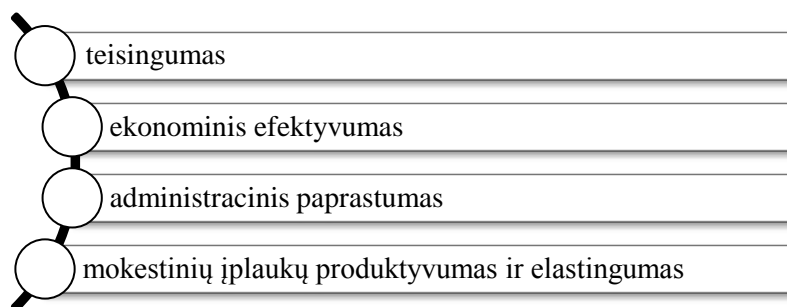 teisingumas
ekonominis efektyvumas
administracinis paprastumas
mokestinių įplaukų produktyvumas ir elastingumas